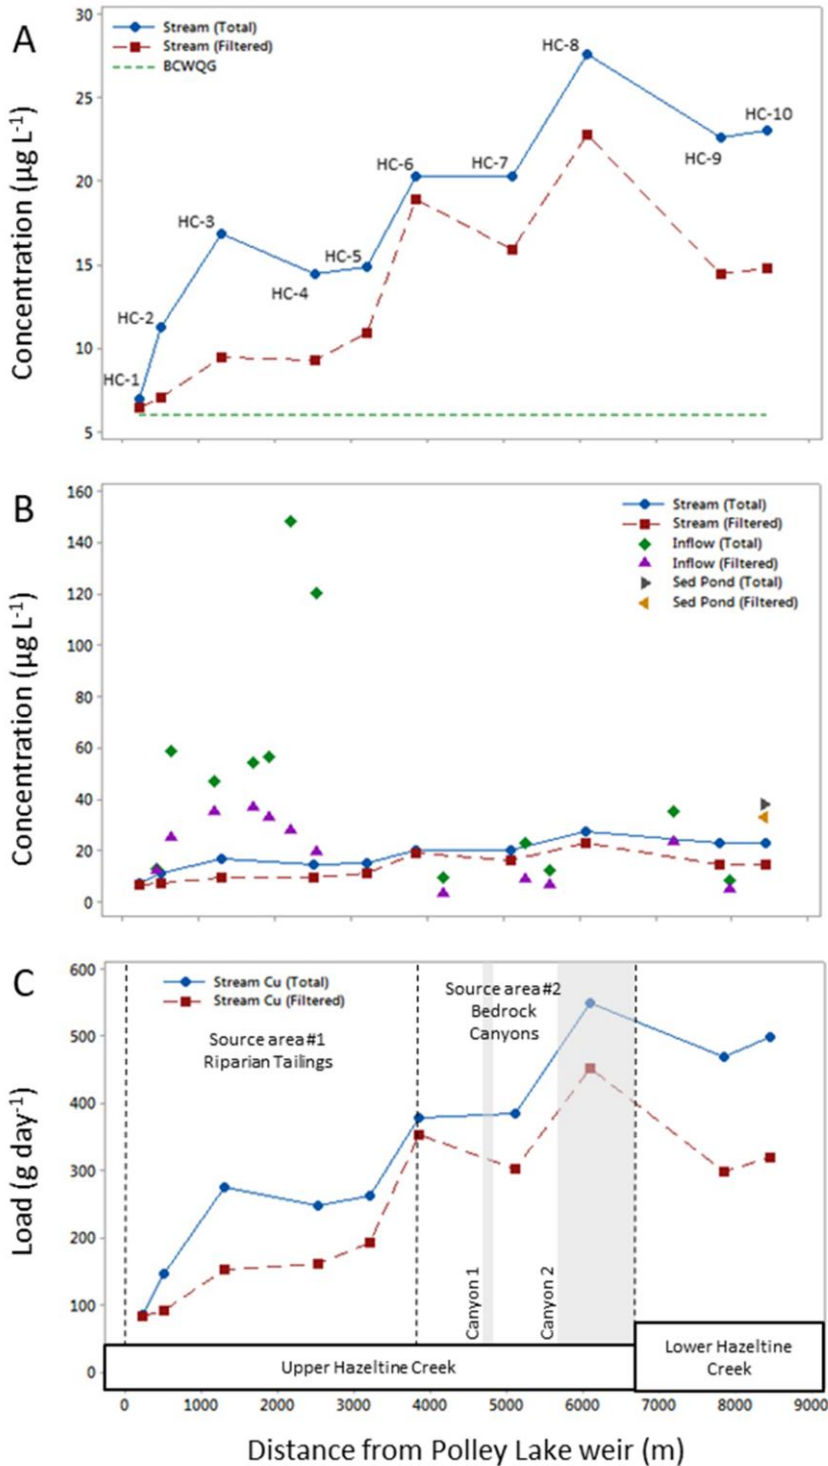 A
Stream (Total)
Stream (Filtered)
BCWQG
HC-1
HC-2
HC-3
HC-4
HC-5
HC-6
HC-7
HC-8
HC-9
HC-10
30
25
20
15
10
5
Concentration (µg L-1)
B
Stream (Total)
Stream (Filtered)
Inflow (Total)
Inflow (Filtered)
Sed Pond (Total)
Sed Pond (Filtered)
160
140
120
100
80
60
40
20
0
Concentration (µg L-1)
C
Stream Cu (Total)
Stream Cu (Filtered)
Source area #1
Riparian Tailings
Source area #2
Bedrock
Canyons
Canyon 1
Canyon 2
600
500
400
300
200
100
0
Load (g day-1)
Upper Hazeltine Creek
Lower Hazeltine
Creek
0 1000 2000 3000 4000 5000 6000 7000 8000 9000
Distance from Polley Lake weir (m)